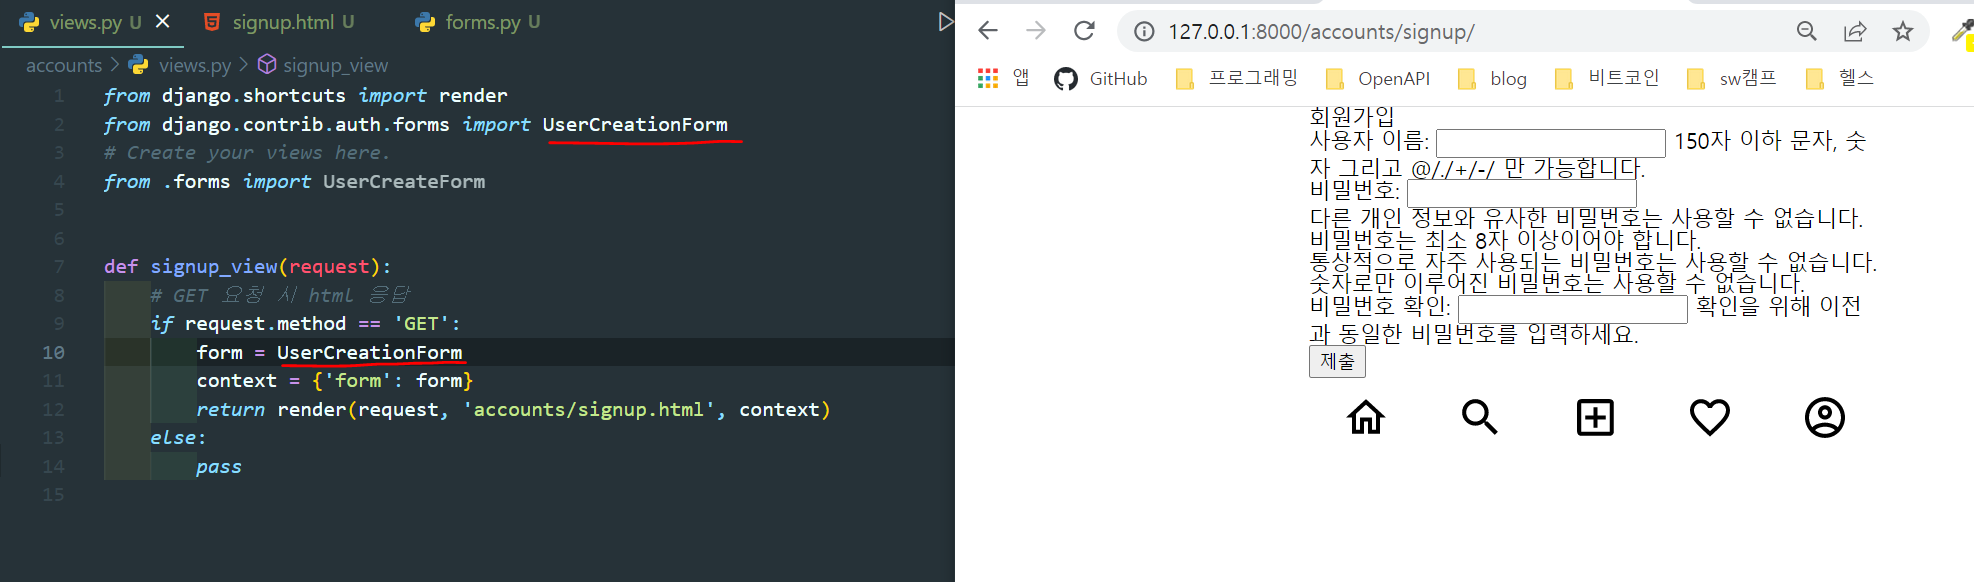 views.py U
signup.html U
forms.py U
accounts > views.py > signup_view
1 from django.shortcuts import render
2 from django.contrib.auth.forms import UserCreationForm
3 # Create your views here.
4 from .forms import UserCreateForm
5
6
7 def signup_view(request):
8 # GET 요청 시 html 응답
9 if request.method == 'GET':
10 form = UserCreationForm
11 context = {'form': form}
12 return render(request, 'accounts/signup.html', context)
13 else:
14 pass
15
127.0.0.1:8000/accounts/signup/
앱 GitHub 프로그래밍 OpenAPI blog 비트코인 sw캠프 헬스
회원가입
사용자 이름: 150자 이하 문자, 숫
자 그리고 @/./+/-/ 만 가능합니다.
비밀번호:
다른 개인 정보와 유사한 비밀번호는 사용할 수 없습니다.
비밀번호는 최소 8자 이상이어야 합니다.
통상적으로 자주 사용되는 비밀번호는 사용할 수 없습니다.
숫자로만 이루어진 비밀번호는 사용할 수 없습니다.
비밀번호 확인: 확인을 위해 이전
과 동일한 비밀번호를 입력하세요.
제출